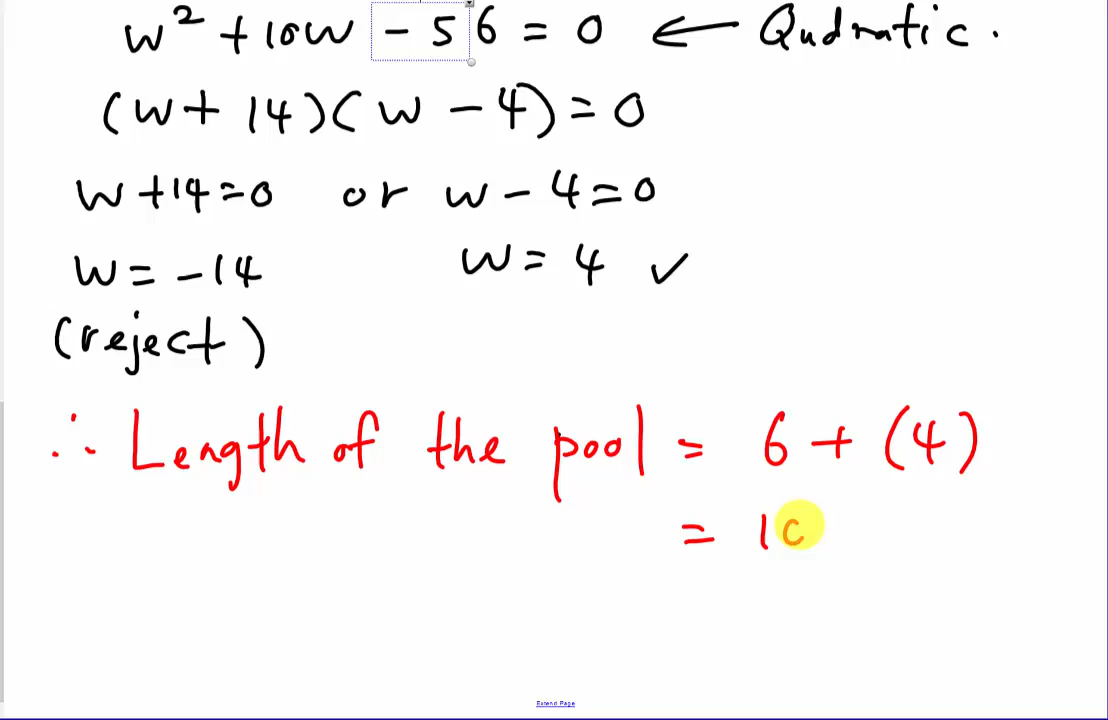 w² + 10w - 56 = 0 ← Qudratic.
(w + 14)(w - 4) = 0
w + 14 = 0 or w - 4 = 0
w = -14 w = 4 ✓
(reject)
∴ Length of the pool = 6 + (4)
= 10
Extend Page